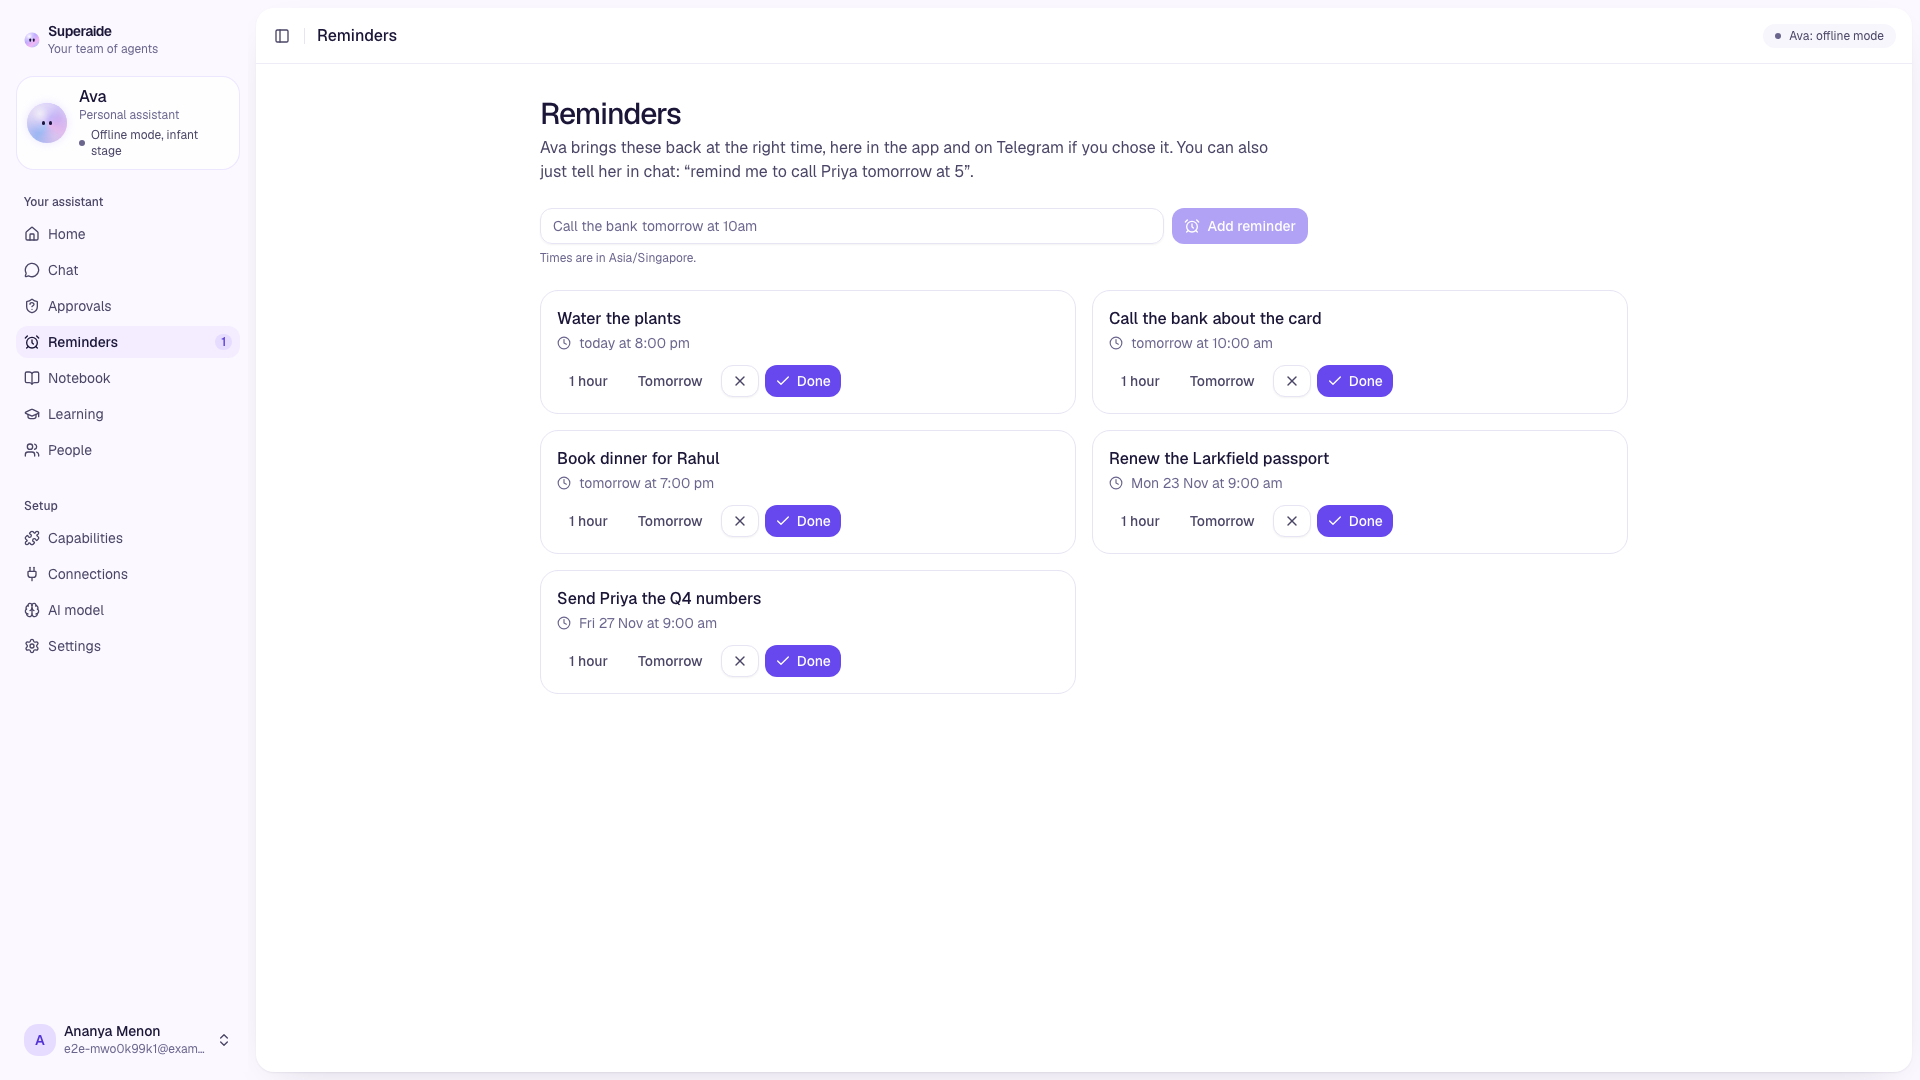 Superaide
Your team of agents
Ava
Personal assistant
Offline mode, infant
stage
Your assistant
Home
Chat
Approvals
Reminders 1
Notebook
Learning
People
Setup
Capabilities
Connections
AI model
Settings
A
Ananya Menon
e2e-mwo0k99k1@exam...
Reminders
Ava: offline mode
Reminders
Ava brings these back at the right time, here in the app and on Telegram if you chose it. You can also
just tell her in chat: “remind me to call Priya tomorrow at 5”.
Call the bank tomorrow at 10am
Add reminder
Times are in Asia/Singapore.
Water the plants
today at 8:00 pm
1 hour Tomorrow Done
Call the bank about the card
tomorrow at 10:00 am
1 hour Tomorrow Done
Book dinner for Rahul
tomorrow at 7:00 pm
1 hour Tomorrow Done
Renew the Larkfield passport
Mon 23 Nov at 9:00 am
1 hour Tomorrow Done
Send Priya the Q4 numbers
Fri 27 Nov at 9:00 am
1 hour Tomorrow Done